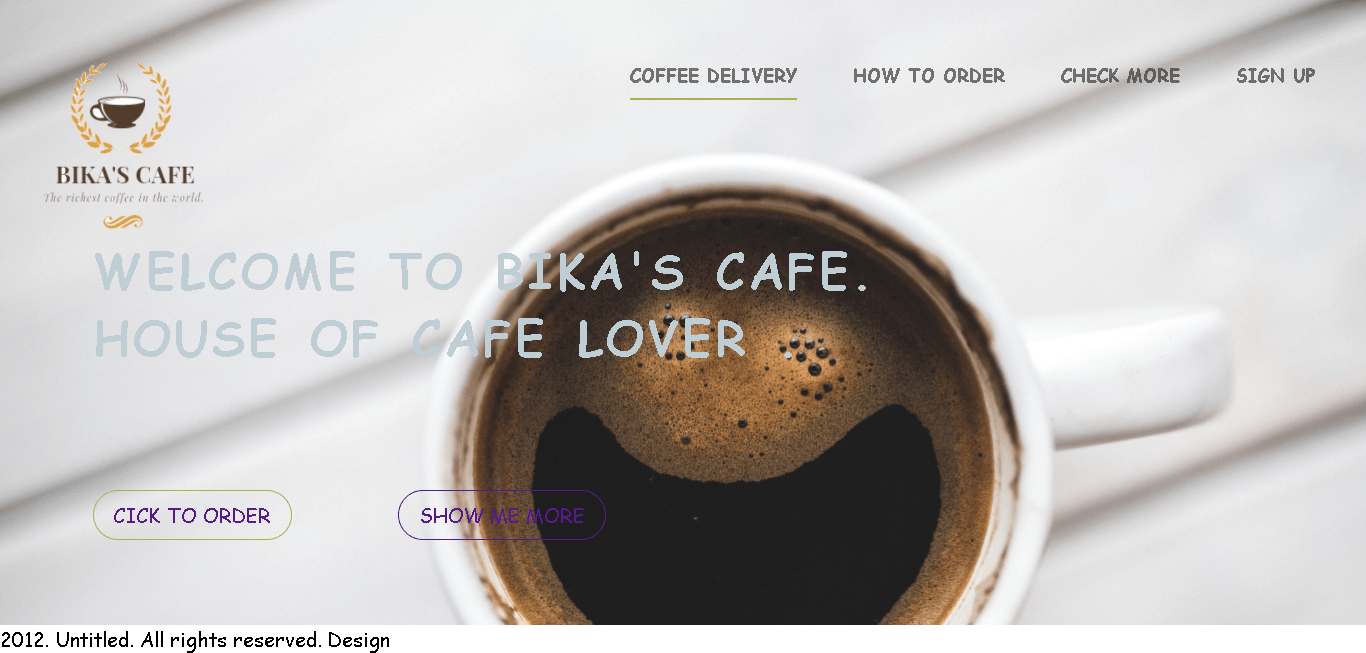 COFFEE DELIVERY HOW TO ORDER CHECK MORE SIGN UP
BIKA'S CAFE
The richest coffee in the world.
WELCOME TO BIKA'S CAFE.
HOUSE OF CAFE LOVER .
CICK TO ORDER SHOW ME MORE
2012. Untitled. All rights reserved. Design